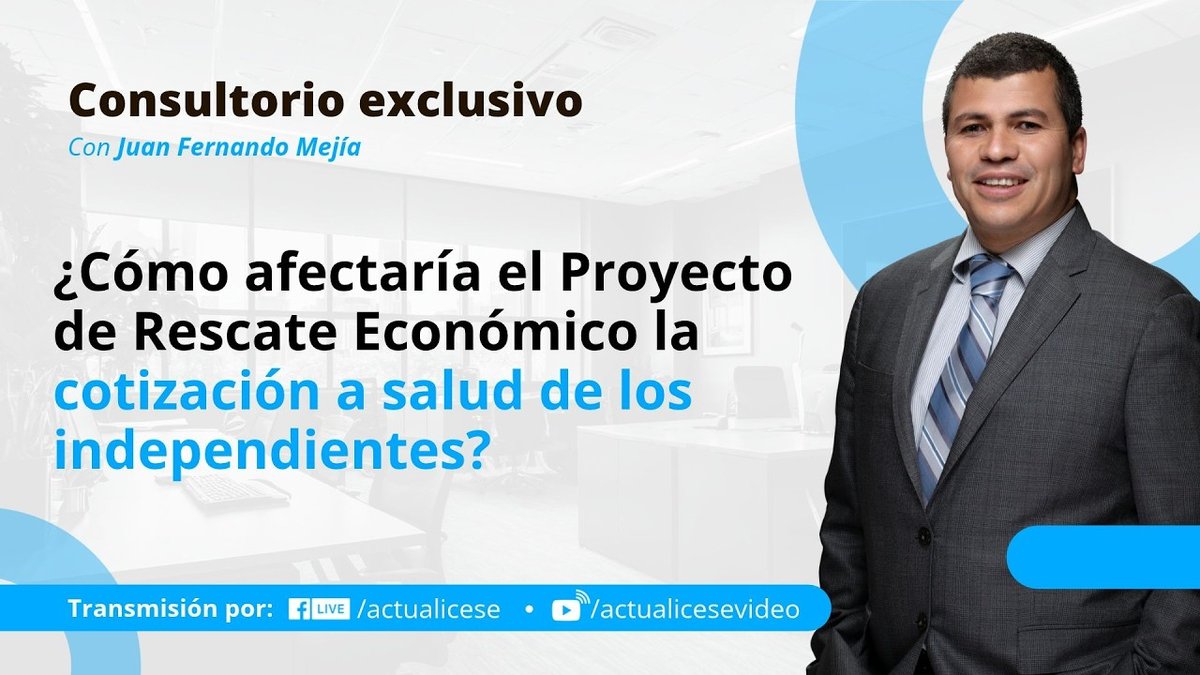 Consultorio exclusivo
Con Juan Fernando Mejía
¿Cómo afectaría el Proyecto
de Rescate Económico la
cotización a salud de los
independientes?
Transmisión por: f LIVE /actualicese • /actualicesevideo